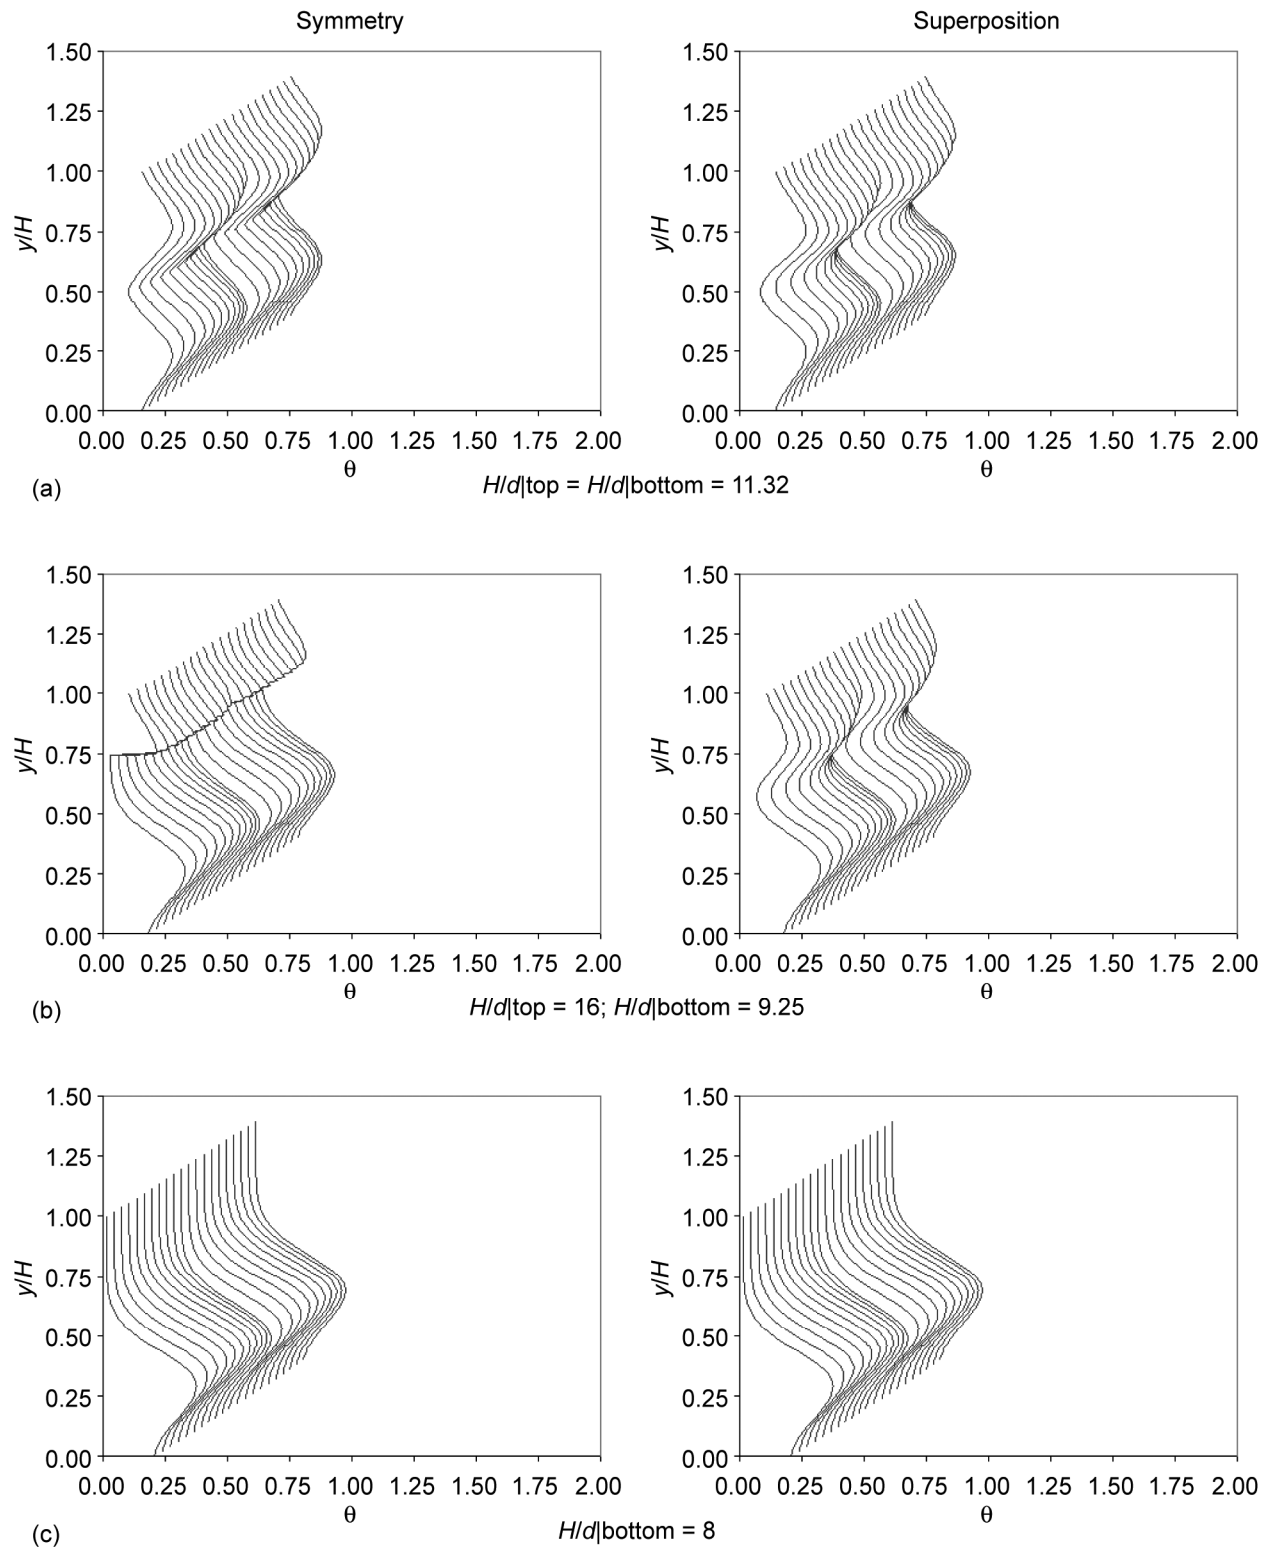 Symmetry Superposition
1.50 1.50
1.25 1.25
1.00 1.00
y/H y/H
0.75 0.75
0.50 0.50
0.25 0.25
0.00 0.00
0.00 0.25 0.50 0.75 1.00 1.25 1.50 1.75 2.00 0.00 0.25 0.50 0.75 1.00 1.25 1.50 1.75 2.00
θ θ
(a) H/d|top = H/d|bottom = 11.32
1.50 1.50
1.25 1.25
1.00 1.00
y/H y/H
0.75 0.75
0.50 0.50
0.25 0.25
0.00 0.00
0.00 0.25 0.50 0.75 1.00 1.25 1.50 1.75 2.00 0.00 0.25 0.50 0.75 1.00 1.25 1.50 1.75 2.00
θ θ
(b) H/d|top = 16; H/d|bottom = 9.25
1.50 1.50
1.25 1.25
1.00 1.00
y/H y/H
0.75 0.75
0.50 0.50
0.25 0.25
0.00 0.00
0.00 0.25 0.50 0.75 1.00 1.25 1.50 1.75 2.00 0.00 0.25 0.50 0.75 1.00 1.25 1.50 1.75 2.00
θ θ
(c) H/d|bottom = 8